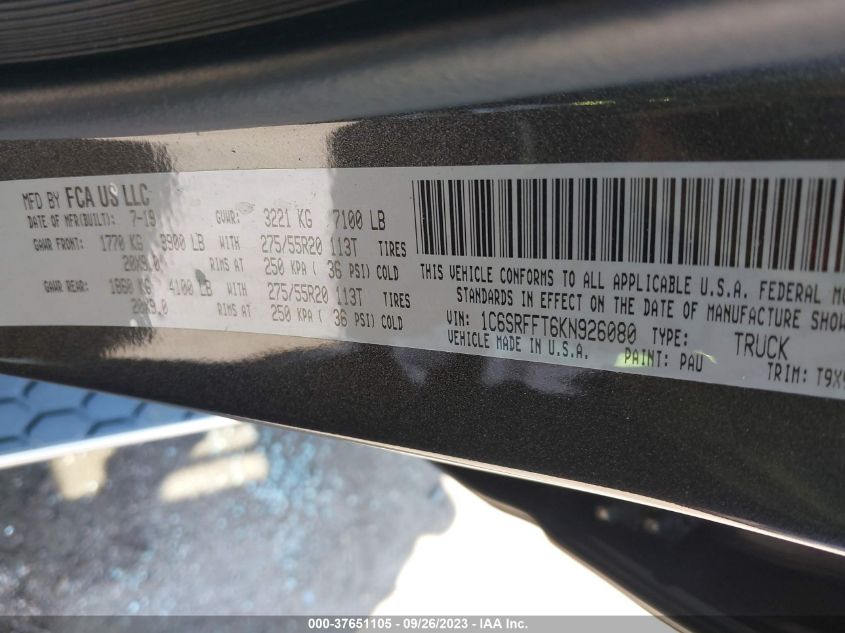 MFD BY FCA US LLC
DATE OF MFR(BUILT): 7-19 GVWR: 3221 KG 7100 LB
GAWR FRONT: 1770 KG 3900 LB WITH 275/55R20 113T TIRES
20X9.0 RIMS AT 250 KPA ( 36 PSI) COLD
GAWR REAR: 1860 KG 4100 LB WITH 275/55R20 113T TIRES
20X9.0 RIMS AT 250 KPA ( 36 PSI) COLD
THIS VEHICLE CONFORMS TO ALL APPLICABLE U.S.A. FEDERAL
STANDARDS IN EFFECT ON THE DATE OF MANUFACTURE
VIN: 1C6SRFFT6KN926080 TYPE: TRUCK
VEHICLE MADE IN U.S.A. PAINT: PAU TRIM:
000-37651105 - 09/26/2023 - IAA Inc.